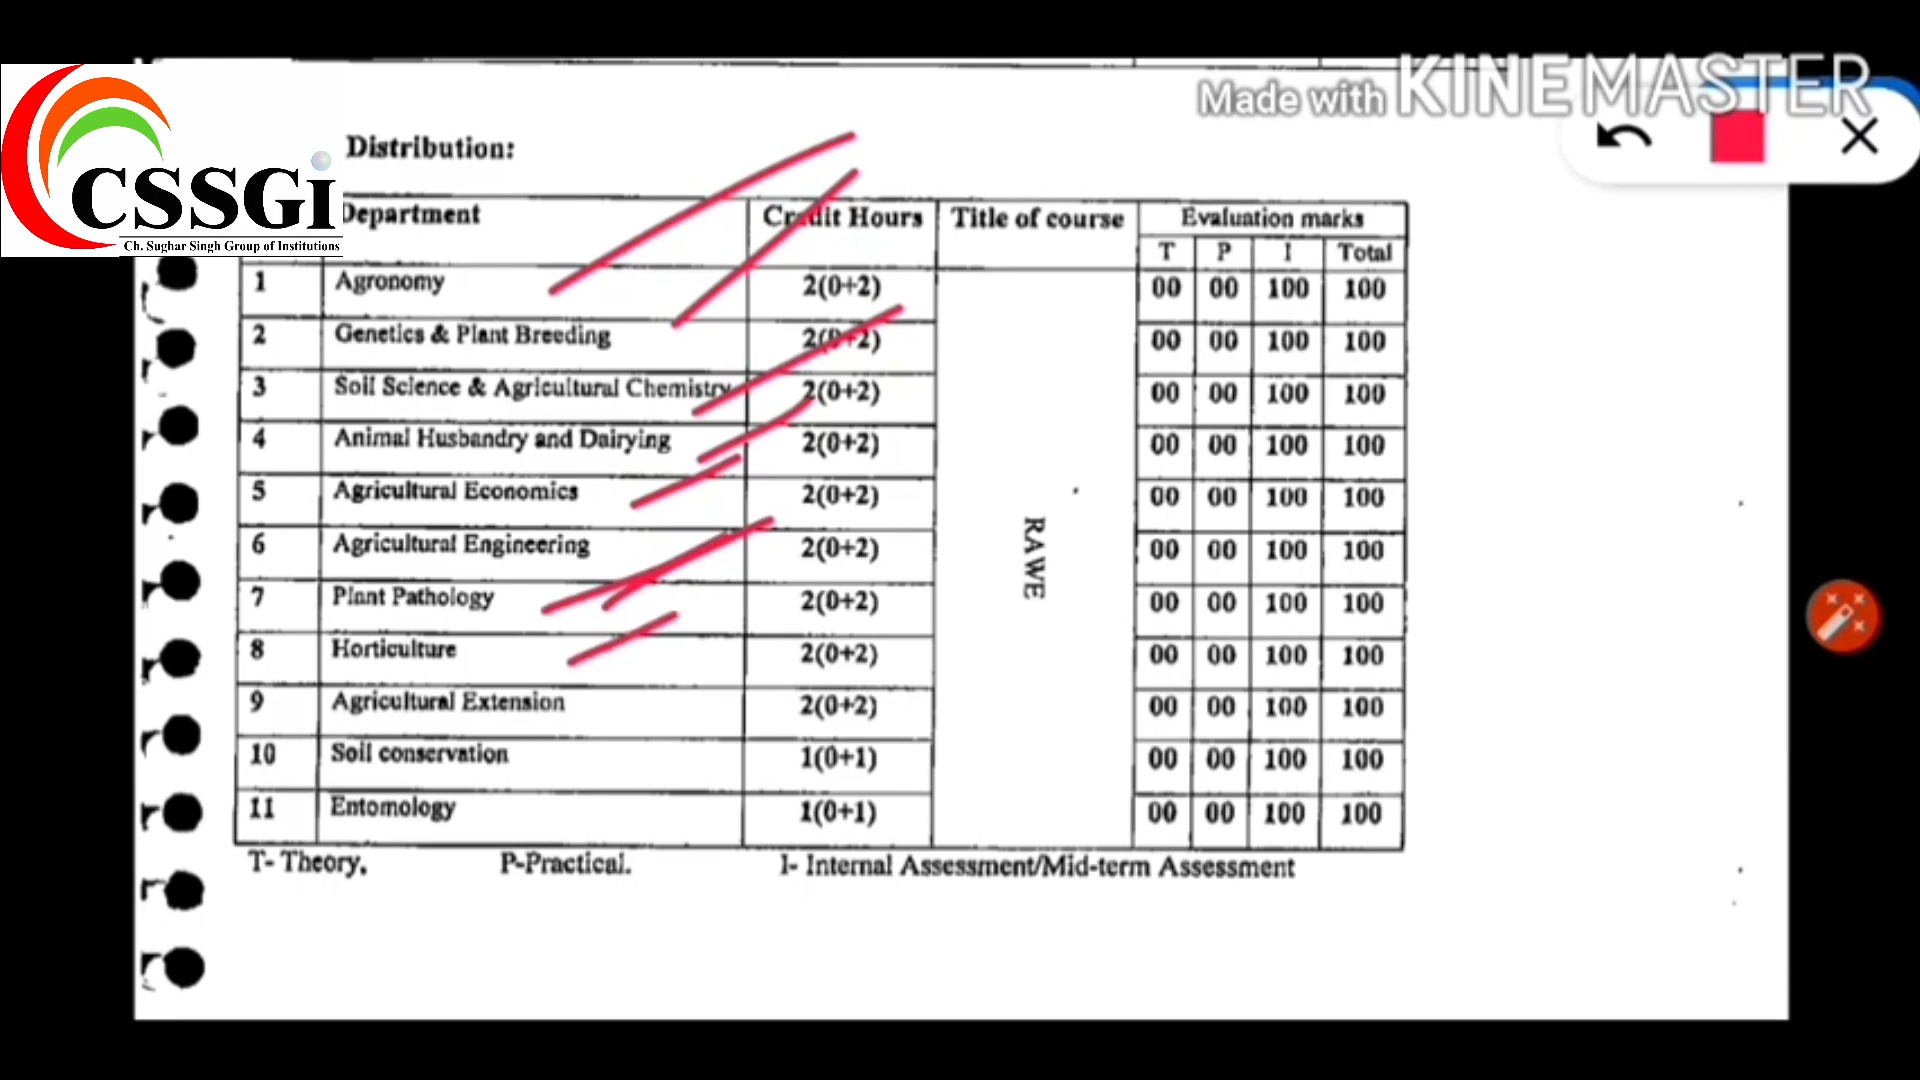 Made with KINEMASTER
CSSGI
Ch. Sughar Singh Group of Institutions
Distribution:
Department Credit Hours Title of course Evaluation marks
T P I Total
1 Agronomy 2(0+2) 00 00 100 100
2 Genetics & Plant Breeding 2(0+2) 00 00 100 100
3 Soil Science & Agricultural Chemistry 2(0+2) 00 00 100 100
4 Animal Husbandry and Dairying 2(0+2) 00 00 100 100
5 Agricultural Economics 2(0+2) 00 00 100 100
6 Agricultural Engineering 2(0+2) 00 00 100 100
7 Plant Pathology 2(0+2) 00 00 100 100
8 Horticulture 2(0+2) 00 00 100 100
9 Agricultural Extension 2(0+2) 00 00 100 100
10 Soil conservation 1(0+1) 00 00 100 100
11 Entomology 1(0+1) 00 00 100 100
RAWE
T- Theory, P-Practical. I- Internal Assessment/Mid-term Assessment